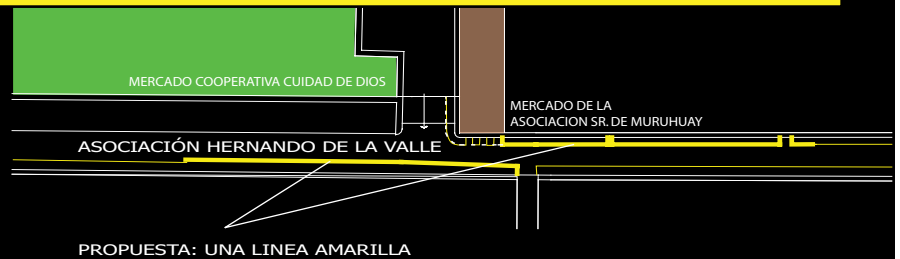 MERCADO COOPERATIVA CUIDAD DE DIOS
MERCADO DE LA
ASOCIACION SR. DE MURUHUAY
ASOCIACIÓN HERNANDO DE LA VALLE
PROPUESTA: UNA LINEA AMARILLA